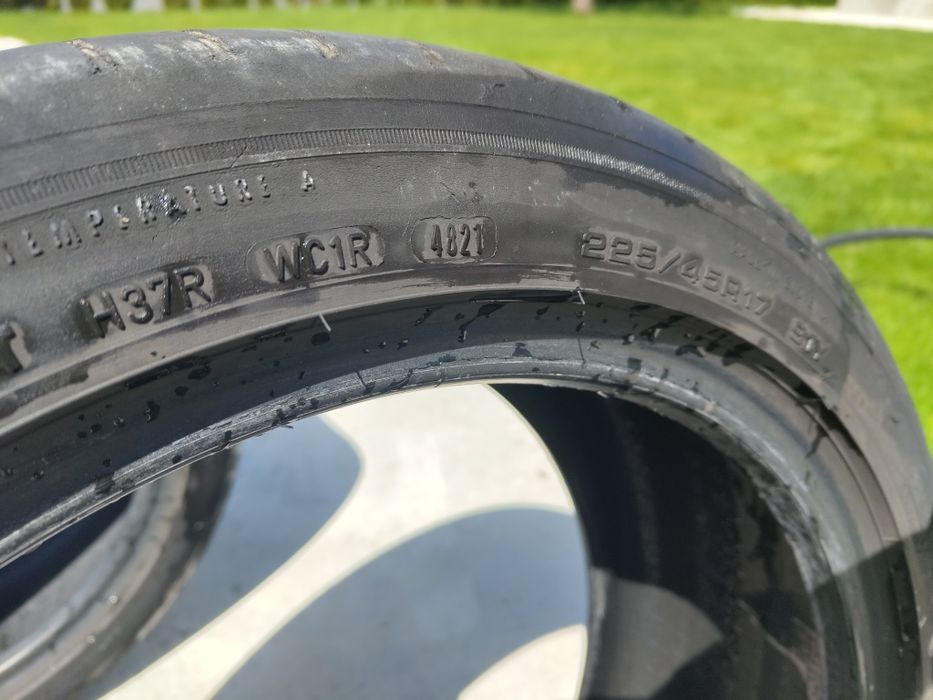 TEMPERATURE A
H37R WC1R 4821 225/45R17